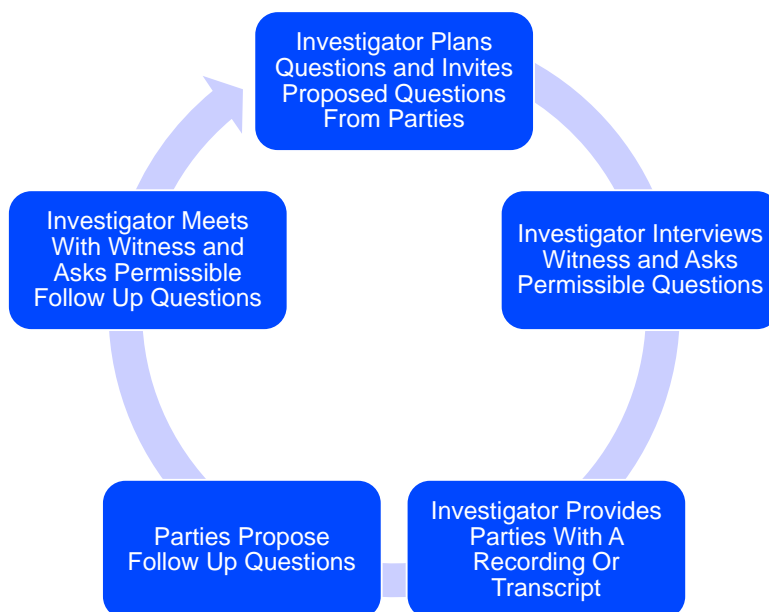 Investigator Plans
Questions and Invites
Proposed Questions
From Parties
Investigator Interviews
Witness and Asks
Permissible Questions
Investigator Provides
Parties With A
Recording Or
Transcript
Parties Propose
Follow Up Questions
Investigator Meets
With Witness and
Asks Permissible
Follow Up Questions